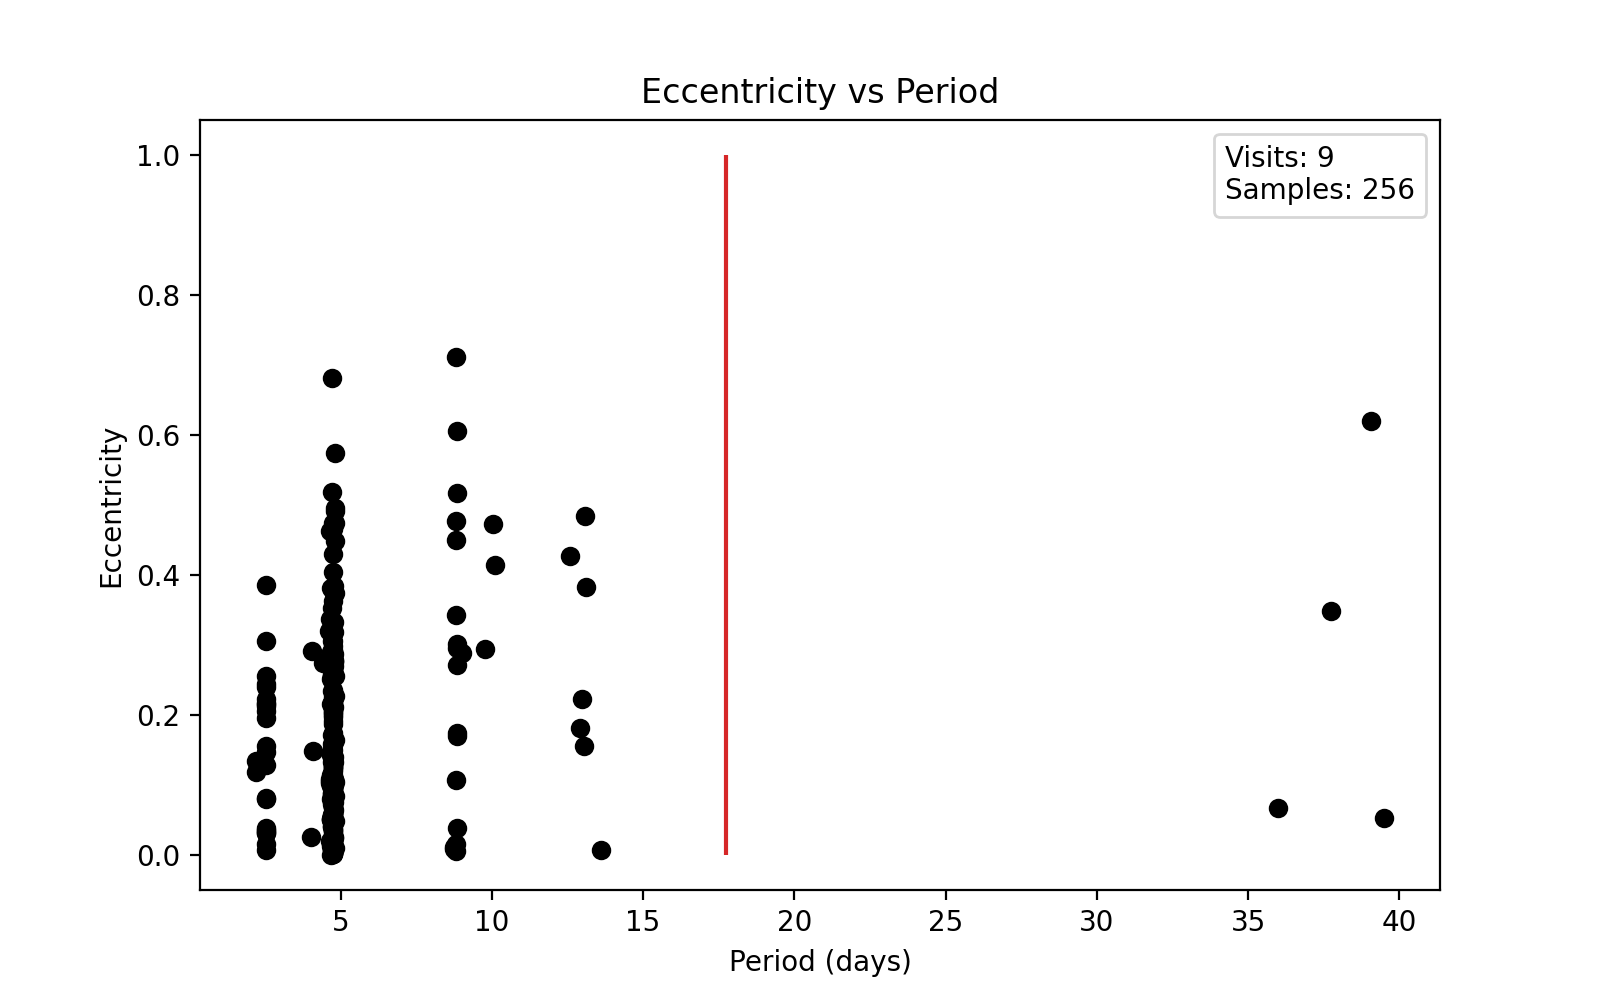 Eccentricity vs Period
Visits: 9
Samples: 256
Eccentricity
1.0
0.8
0.6
0.4
0.2
0.0
5 10 15 20 25 30 35 40
Period (days)